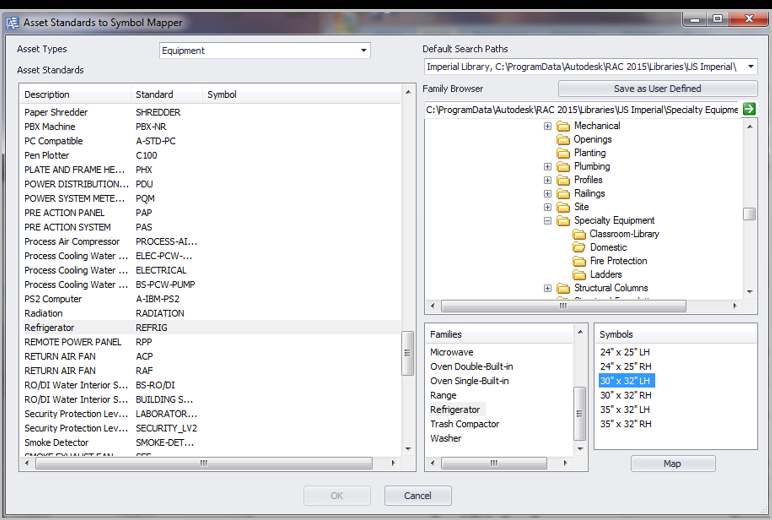 Asset Standards to Symbol Mapper
Asset Types
Equipment
Asset Standards
Description Standard Symbol
Paper Shredder SHREDDER
PBX Machine PBX-NR
PC Compatible A-STD-PC
Pen Plotter C100
PLATE AND FRAME HE... PHX
POWER DISTRIBUTION... PDU
POWER SYSTEM METE... PQM
PRE ACTION PANEL PAP
PRE ACTION SYSTEM PAS
Process Air Compressor PROCESS-AI...
Process Cooling Water ... ELEC-PCW-...
Process Cooling Water ... ELECTRICAL
Process Cooling Water ... BS-PCW-PUMP
PS2 Computer A-IBM-PS2
Radiation RADIATION
Refrigerator REFRIG
REMOTE POWER PANEL RPP
RETURN AIR FAN ACP
RETURN AIR FAN RAF
RO/DI Water Interior S... BS-RO/DI
RO/DI Water Interior S... BUILDING S...
Security Protection Lev... LABORATOR...
Security Protection Lev... SECURITY_LV2
Smoke Detector SMOKE-DET...
SMOKE EXHAUST FAN SEF
Default Search Paths
Imperial Library, C:\ProgramData\Autodesk\RAC 2015\Libraries\US Imperial\
Family Browser
Save as User Defined
C:\ProgramData\Autodesk\RAC 2015\Libraries\US Imperial\Specialty Equipme
Mechanical
Openings
Planting
Plumbing
Profiles
Railings
Site
Specialty Equipment
Classroom-Library
Domestic
Fire Protection
Ladders
Structural Columns
Families
Microwave
Oven Double-Built-in
Oven Single-Built-in
Range
Refrigerator
Trash Compactor
Washer
Symbols
24" x 25" LH
24" x 25" RH
30" x 32" LH
30" x 32" RH
35" x 32" LH
35" x 32" RH
Map
OK
Cancel